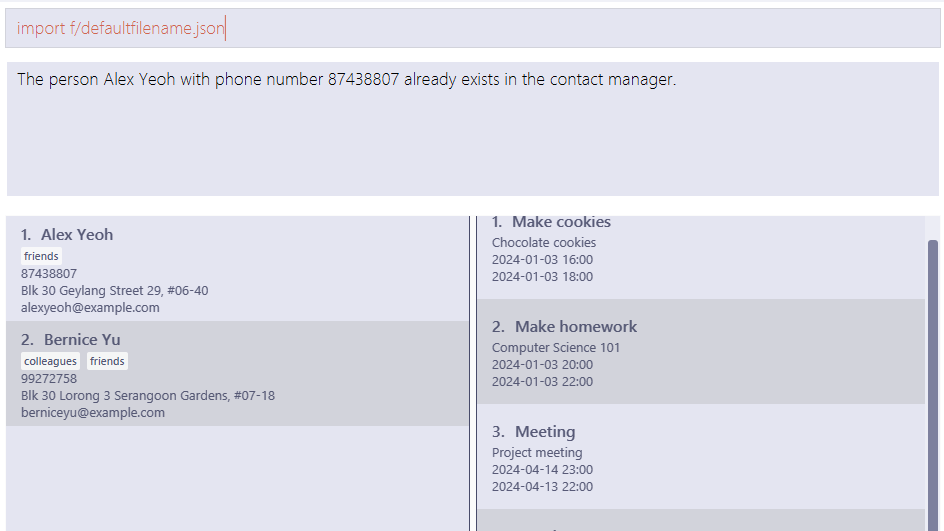 import f/defaultfilename.json
The person Alex Yeoh with phone number 87438807 already exists in the contact manager.
1. Alex Yeoh
friends
87438807
Blk 30 Geylang Street 29, #06-40
alexyeoh@example.com
2. Bernice Yu
colleagues friends
99272758
Blk 30 Lorong 3 Serangoon Gardens, #07-18
berniceyu@example.com
1. Make cookies
Chocolate cookies
2024-01-03 16:00
2024-01-03 18:00
2. Make homework
Computer Science 101
2024-01-03 20:00
2024-01-03 22:00
3. Meeting
Project meeting
2024-04-14 23:00
2024-04-13 22:00